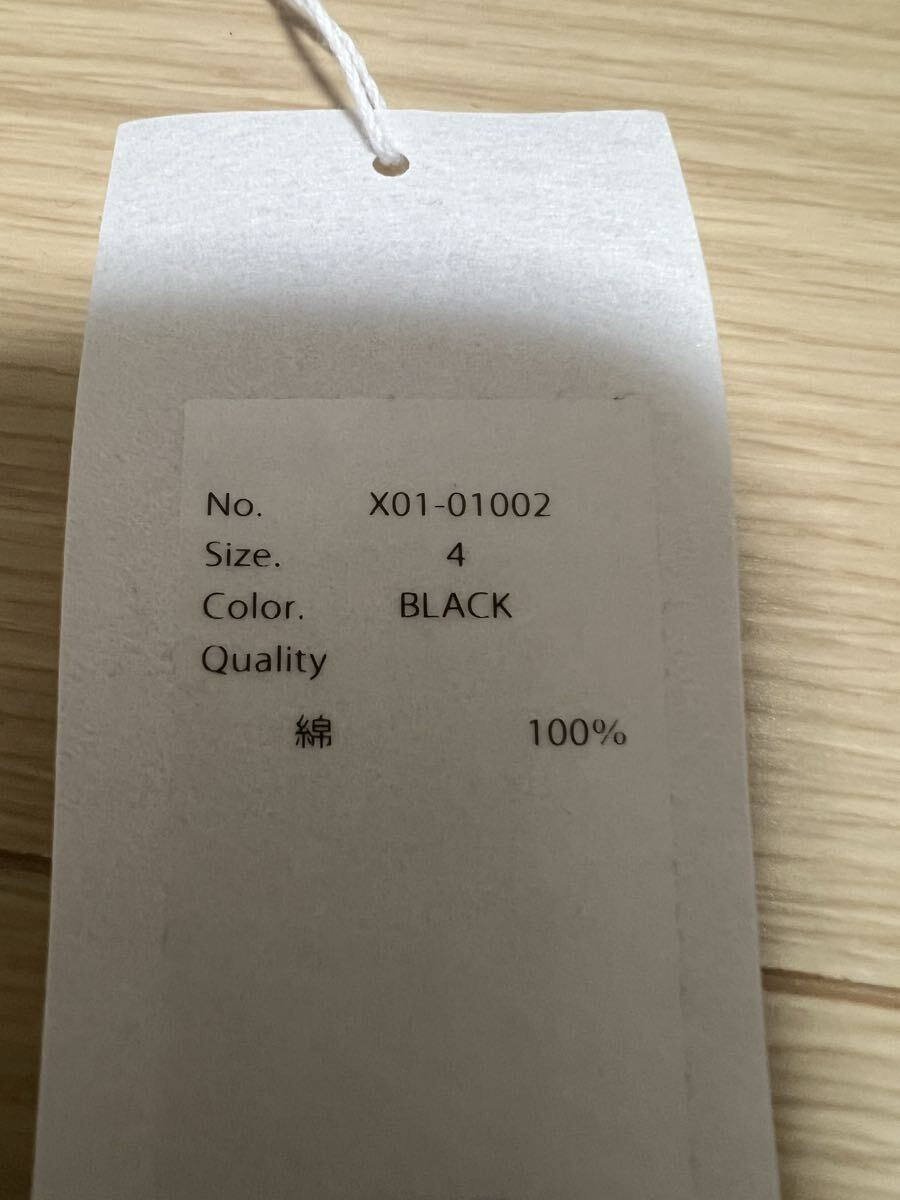 No. X01-01002
Size. 4
Color. BLACK
Quality
綿 100%